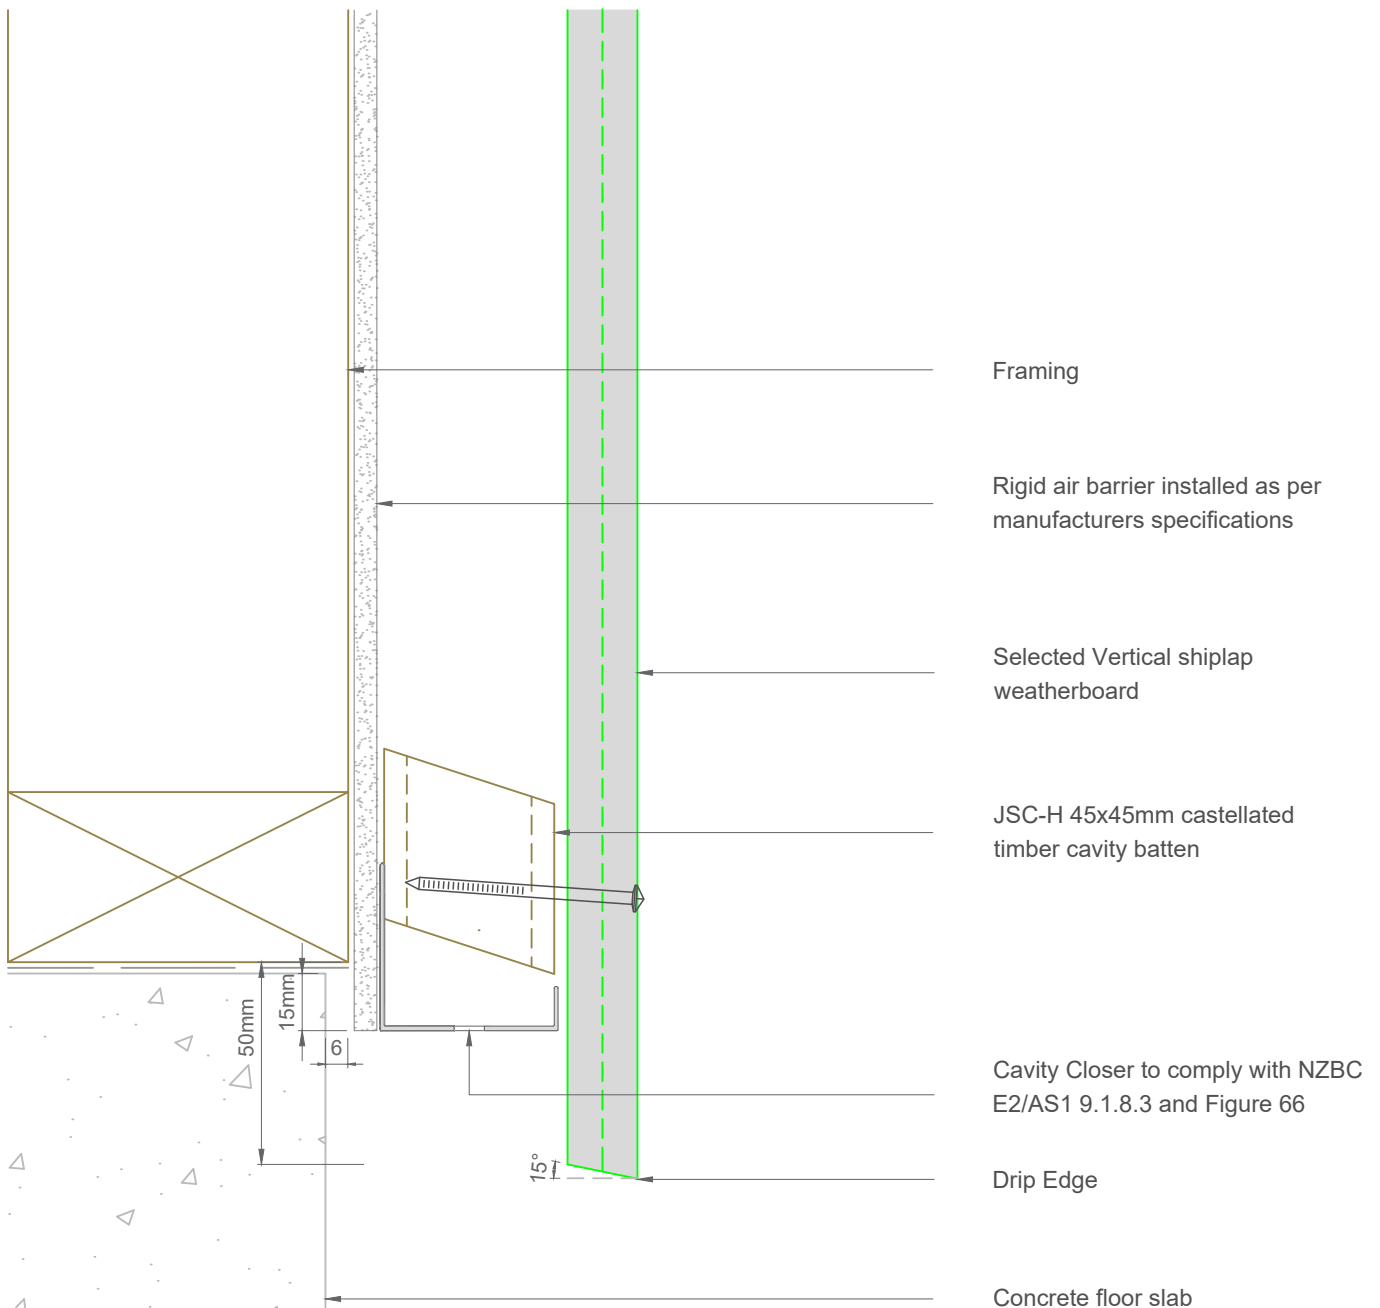 Framing
Rigid air barrier installed as per
manufacturers specifications
Selected Vertical shiplap
weatherboard
JSC-H 45x45mm castellated
timber cavity batten
15mm
50mm
6
Cavity Closer to comply with NZBC
E2/AS1 9.1.8.3 and Figure 66
15°
Drip Edge
Concrete floor slab